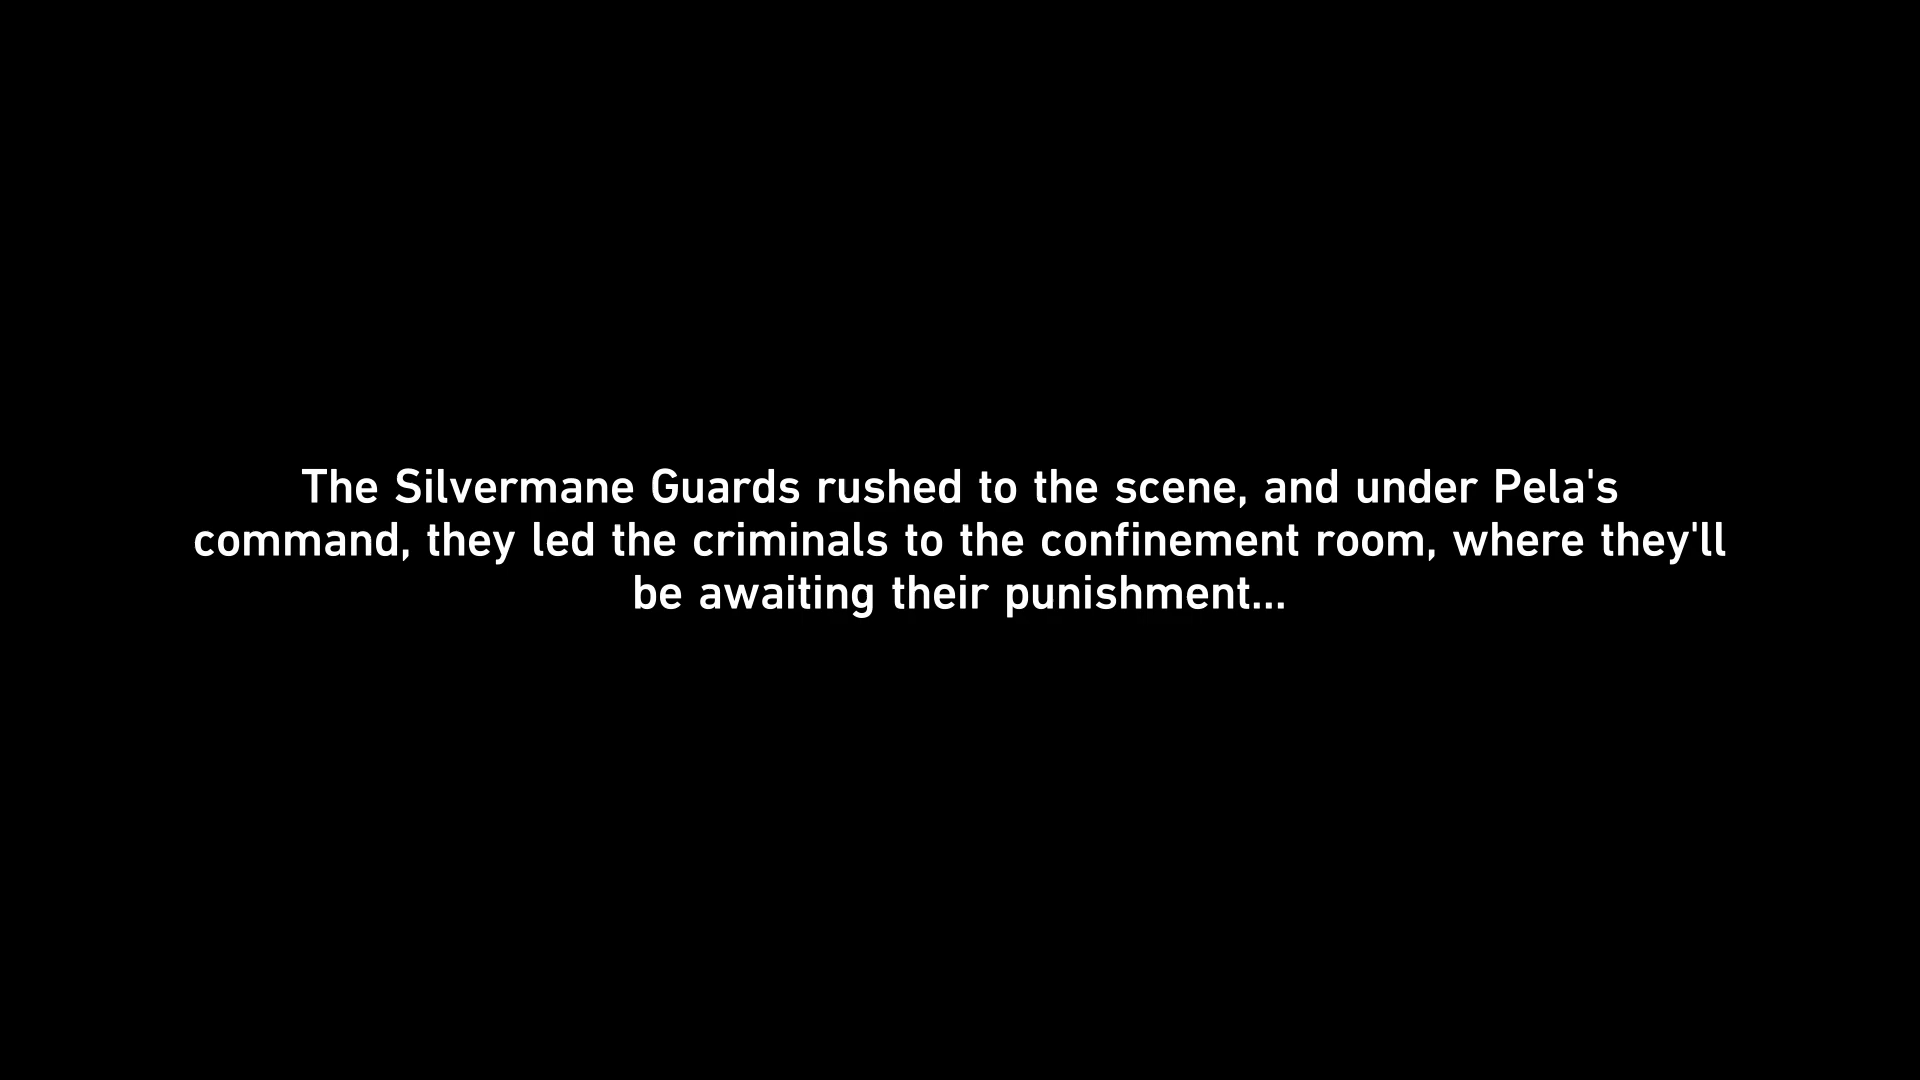 The Silvermane Guards rushed to the scene, and under Pela's
command, they led the criminals to the confinement room, where they'll
be awaiting their punishment...